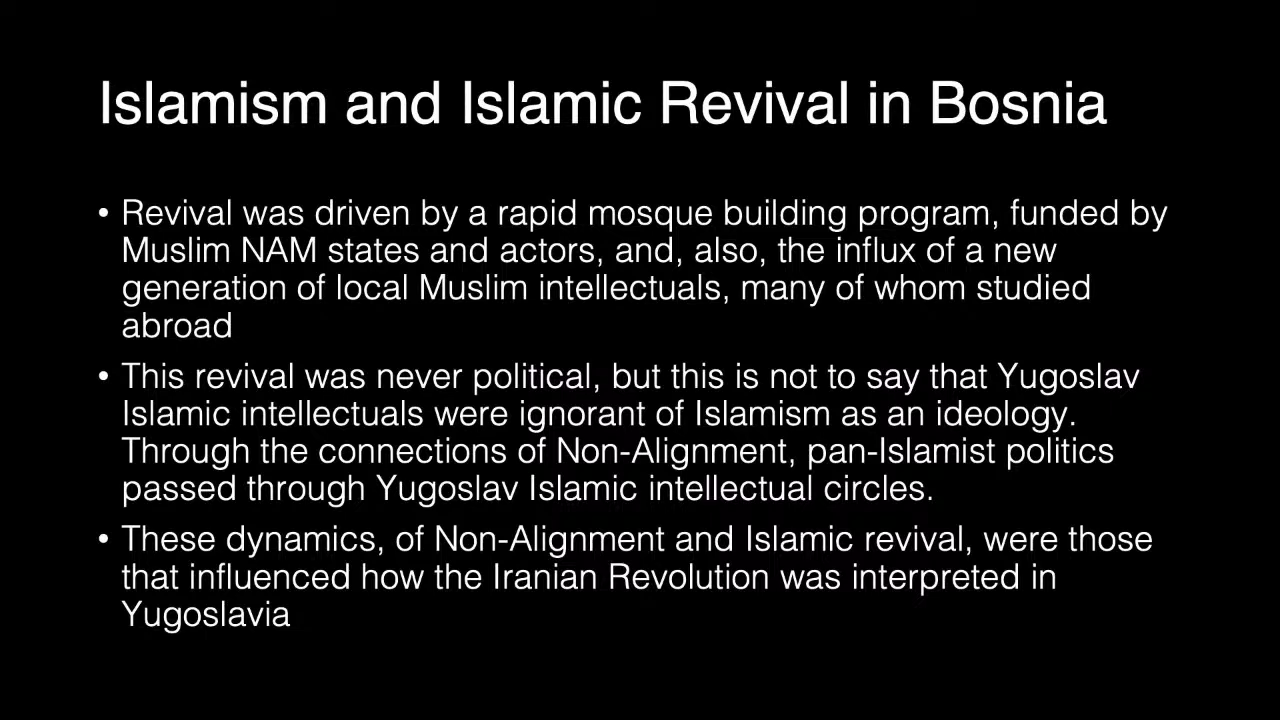 Islamism and Islamic Revival in Bosnia
• Revival was driven by a rapid mosque building program, funded by
Muslim NAM states and actors, and, also, the influx of a new
generation of local Muslim intellectuals, many of whom studied
abroad
• This revival was never political, but this is not to say that Yugoslav
Islamic intellectuals were ignorant of Islamism as an ideology.
Through the connections of Non-Alignment, pan-Islamist politics
passed through Yugoslav Islamic intellectual circles.
• These dynamics, of Non-Alignment and Islamic revival, were those
that influenced how the Iranian Revolution was interpreted in
Yugoslavia